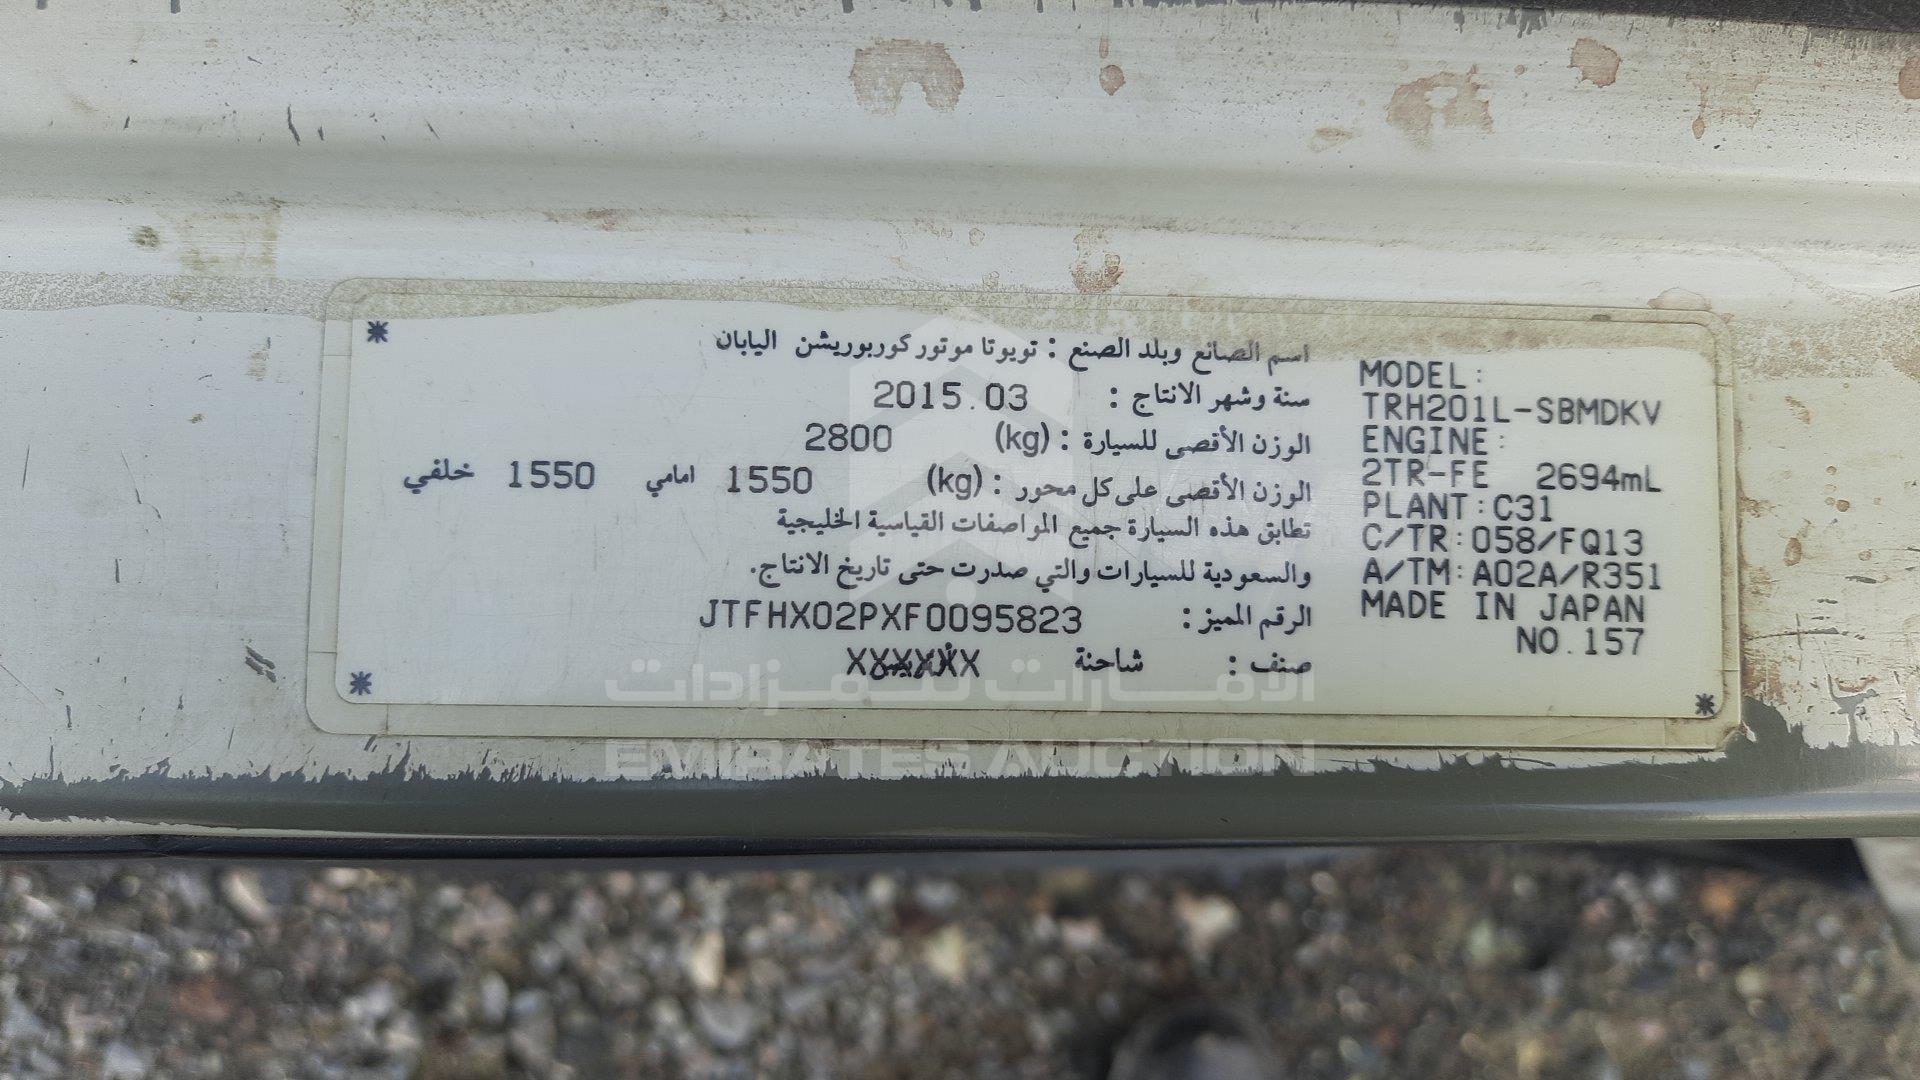 اسم الصانع وبلد الصنع : تويوتا موتور كوربوريشن اليابان
سنة وشهر الانتاج : 2015.03
الوزن الأقصى للسيارة : (kg) 2800
الوزن الأقصى على كل محور : (kg) 1550 امامي 1550 خلفي
تطابق هذه السيارة جميع المواصفات القياسية الخليجية
والسعودية للسيارات والتي صدرت حتى تاريخ الانتاج.
الرقم المميز : JTFHX02PXF0095823
صنف : شاحنة XXXXXX
MODEL:
TRH201L-SBMDKV
ENGINE:
2TR-FE 2694mL
PLANT:C31
C/TR:058/FQ13
A/TM:A02A/R351
MADE IN JAPAN
NO.157
الامارات للمزادات
EMIRATES AUCTION